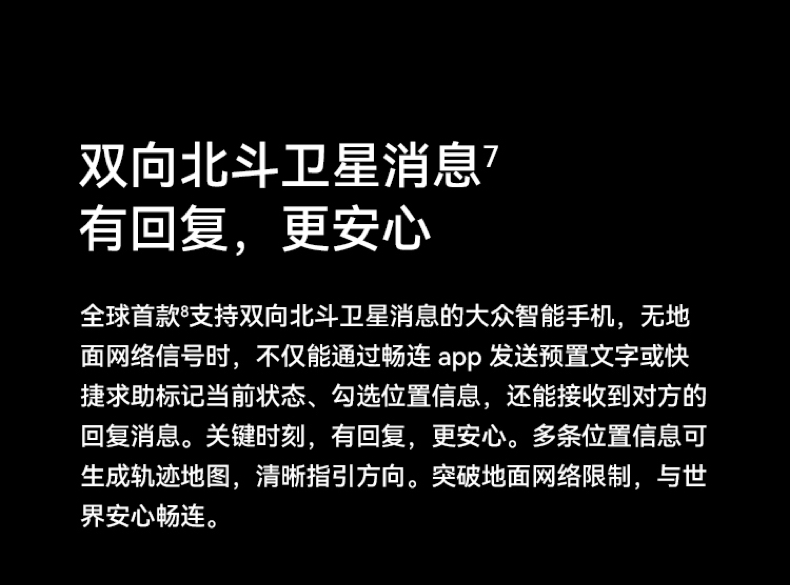 双向北斗卫星消息⁷
有回复，更安心
全球首款⁸支持双向北斗卫星消息的大众智能手机，无地
面网络信号时，不仅能通过畅连 app 发送预置文字或快
捷求助标记当前状态、勾选位置信息，还能接收到对方的
回复消息。关键时刻，有回复，更安心。多条位置信息可
生成轨迹地图，清晰指引方向。突破地面网络限制，与世
界安心畅连。